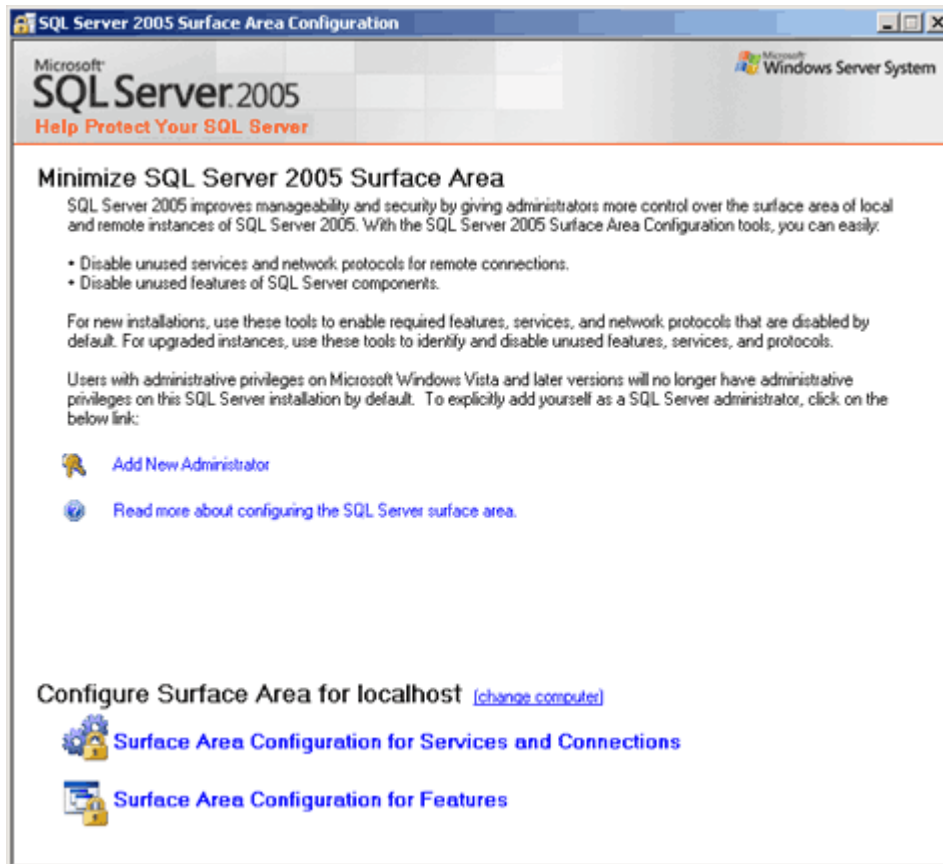 SQL Server 2005 Surface Area Configuration
Microsoft
SQL Server 2005
Help Protect Your SQL Server
Microsoft
Windows Server System
Minimize SQL Server 2005 Surface Area
SQL Server 2005 improves manageability and security by giving administrators more control over the surface area of local
and remote instances of SQL Server 2005. With the SQL Server 2005 Surface Area Configuration tools, you can easily:
• Disable unused services and network protocols for remote connections.
• Disable unused features of SQL Server components.
For new installations, use these tools to enable required features, services, and network protocols that are disabled by
default. For upgraded instances, use these tools to identify and disable unused features, services, and protocols.
Users with administrative privileges on Microsoft Windows Vista and later versions will no longer have administrative
privileges on this SQL Server installation by default. To explicitly add yourself as a SQL Server administrator, click on the
below link:
Add New Administrator
Read more about configuring the SQL Server surface area.
Configure Surface Area for localhost (change computer)
Surface Area Configuration for Services and Connections
Surface Area Configuration for Features